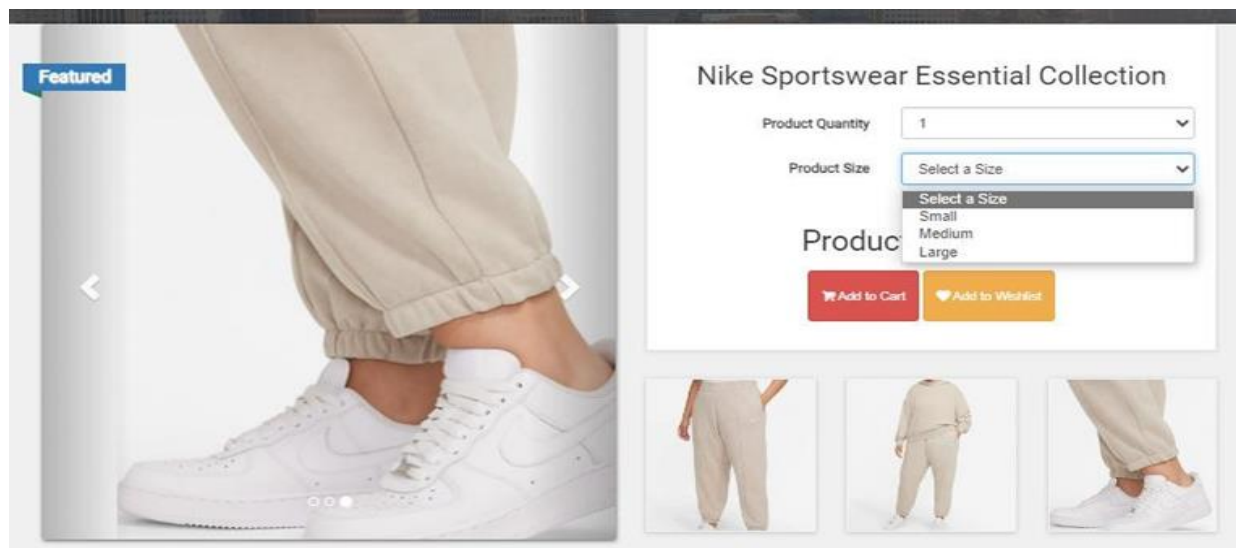 Featured
Nike Sportswear Essential Collection
Product Quantity 1
Product Size Select a Size
Select a Size
Small
Medium
Large
Produc
Add to Cart Add to Wishlist